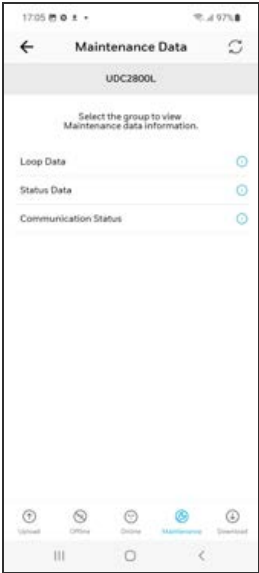 17:05
97%
Maintenance Data
UDC2800L
Select the group to view
Maintenance data information.
Loop Data
Status Data
Communication Status
Upload
Offline
Online
Maintenance
Download